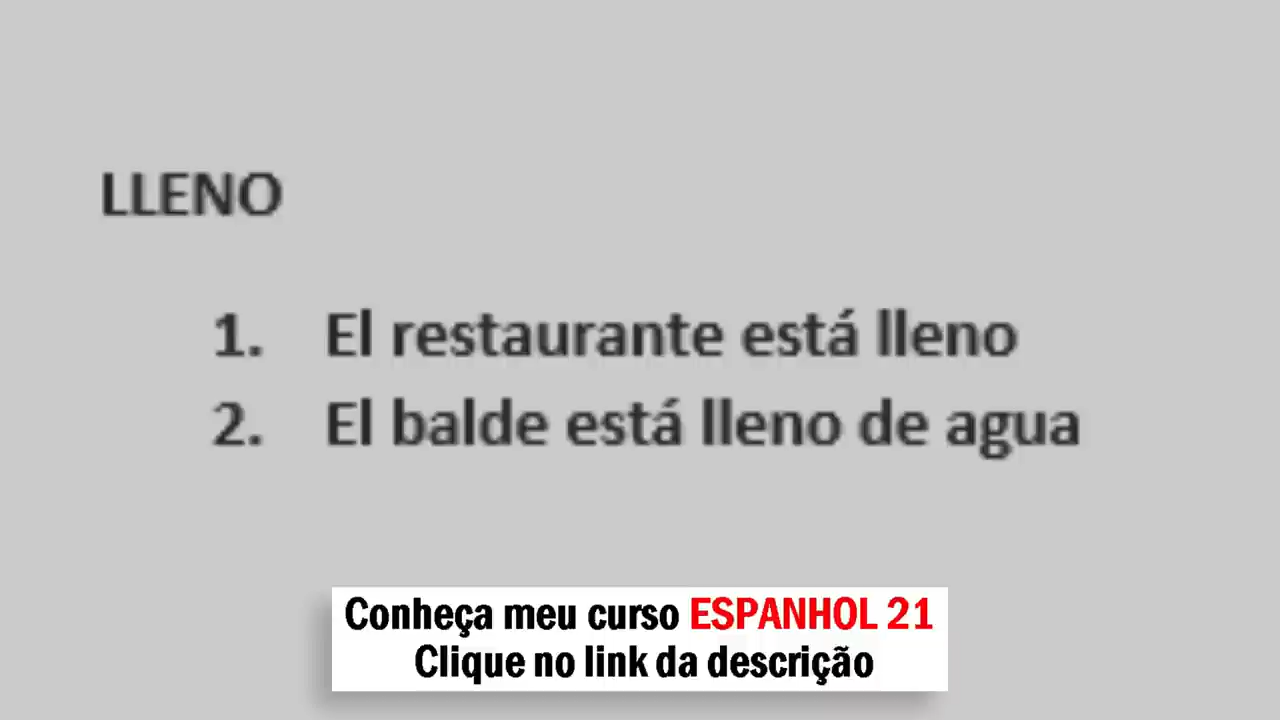 LLENO
1. El restaurante está lleno
2. El balde está lleno de agua
Conheça meu curso ESPANHOL 21
Clique no link da descrição